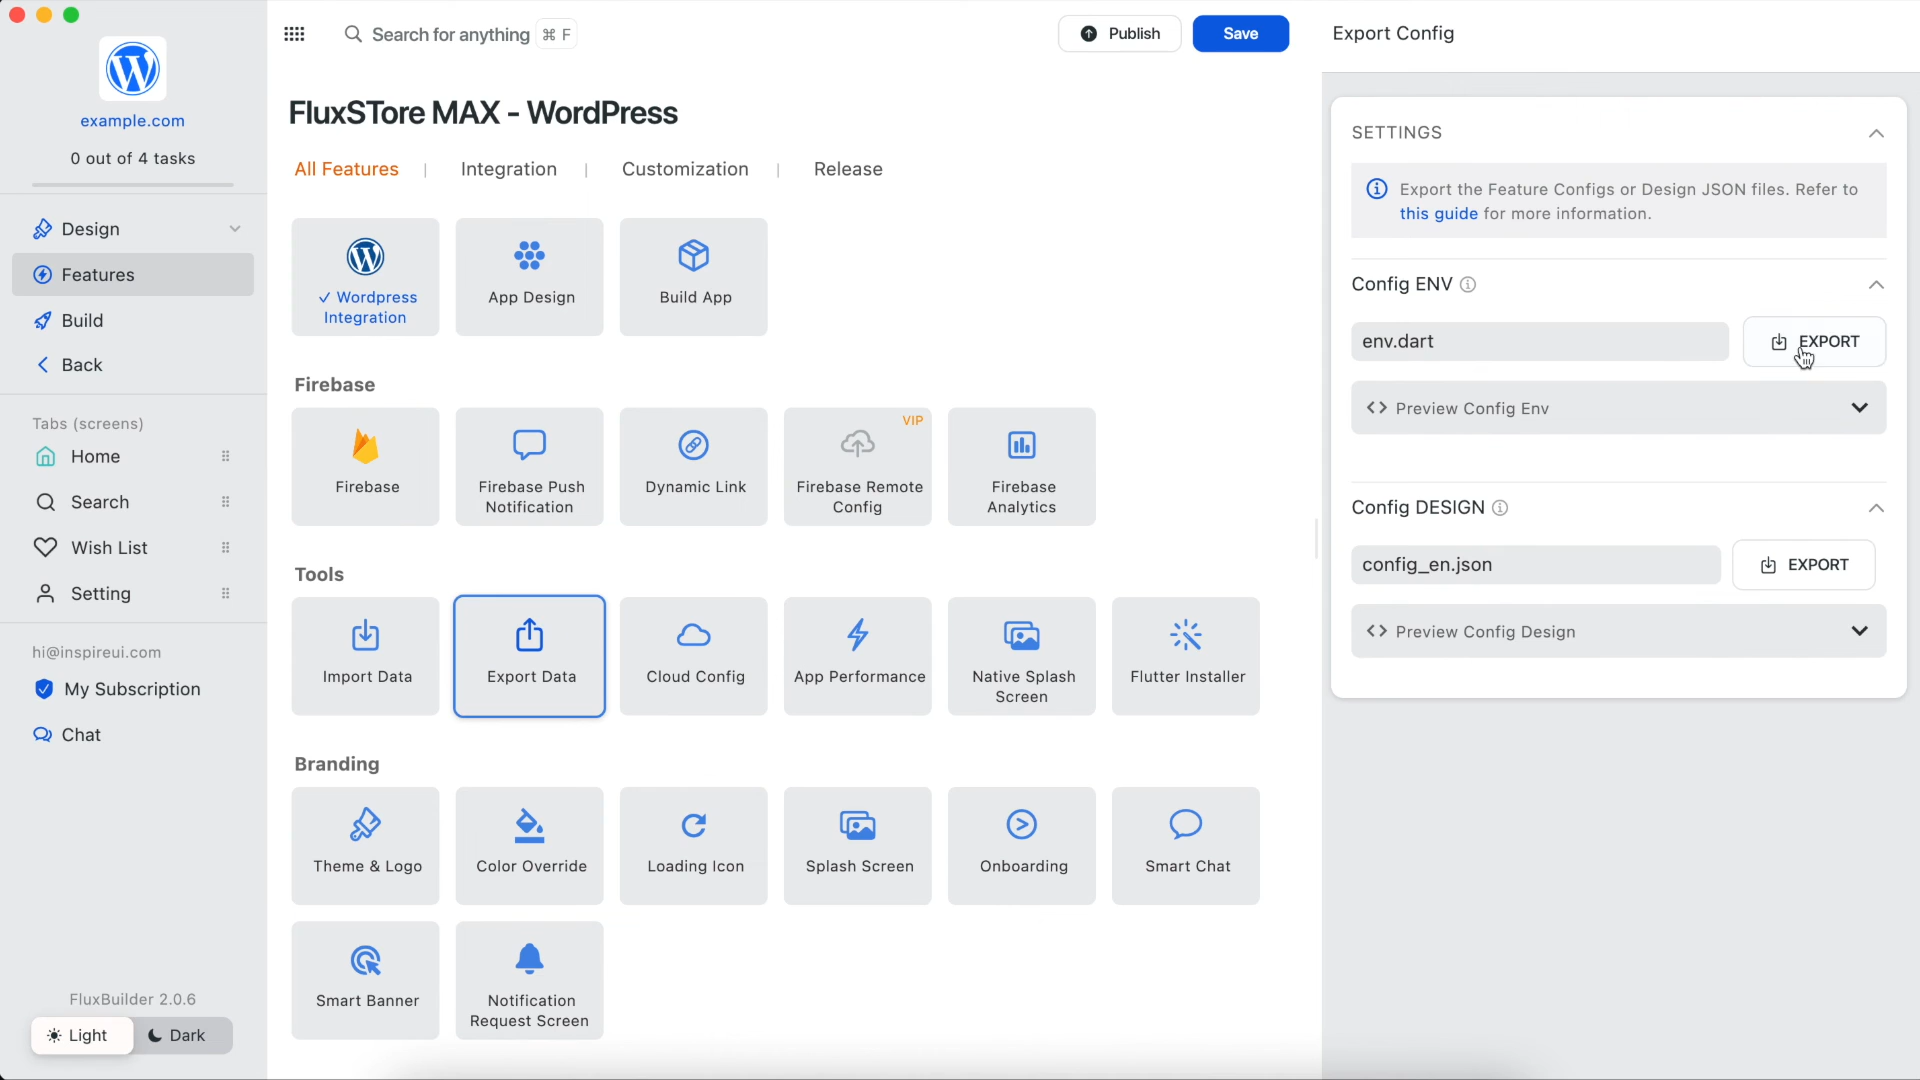 example.com
0 out of 4 tasks
Design
Features
Build
Back
Tabs (screens)
Home
Search
Wish List
Setting
hi@inspireui.com
My Subscription
Chat
FluxBuilder 2.0.6
Light
Dark
Search for anything ⌘ F
Publish
Save
FluxSTore MAX - WordPress
All Features | Integration | Customization | Release
✓ Wordpress
Integration
App Design
Build App
Firebase
Firebase
Firebase Push
Notification
Dynamic Link
VIP
Firebase Remote
Config
Firebase
Analytics
Tools
Import Data
Export Data
Cloud Config
App Performance
Native Splash
Screen
Flutter Installer
Branding
Theme & Logo
Color Override
Loading Icon
Splash Screen
Onboarding
Smart Chat
Smart Banner
Notification
Request Screen
Export Config
SETTINGS
Export the Feature Configs or Design JSON files. Refer to
this guide for more information.
Config ENV
env.dart
EXPORT
Preview Config Env
Config DESIGN
config_en.json
EXPORT
Preview Config Design